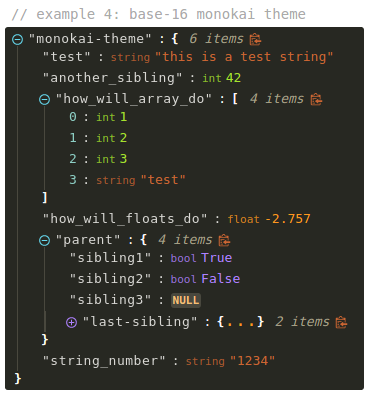 // example 4: base-16 monokai theme
"monokai-theme" : { 6 items
"test" : string "this is a test string"
"another_sibling" : int 42
"how_will_array_do" : [ 4 items
0 : int 1
1 : int 2
2 : int 3
3 : string "test"
]
"how_will_floats_do" : float -2.757
"parent" : { 4 items
"sibling1" : bool True
"sibling2" : bool False
"sibling3" : NULL
"last-sibling" : {...} 2 items
}
"string_number" : string "1234"
}